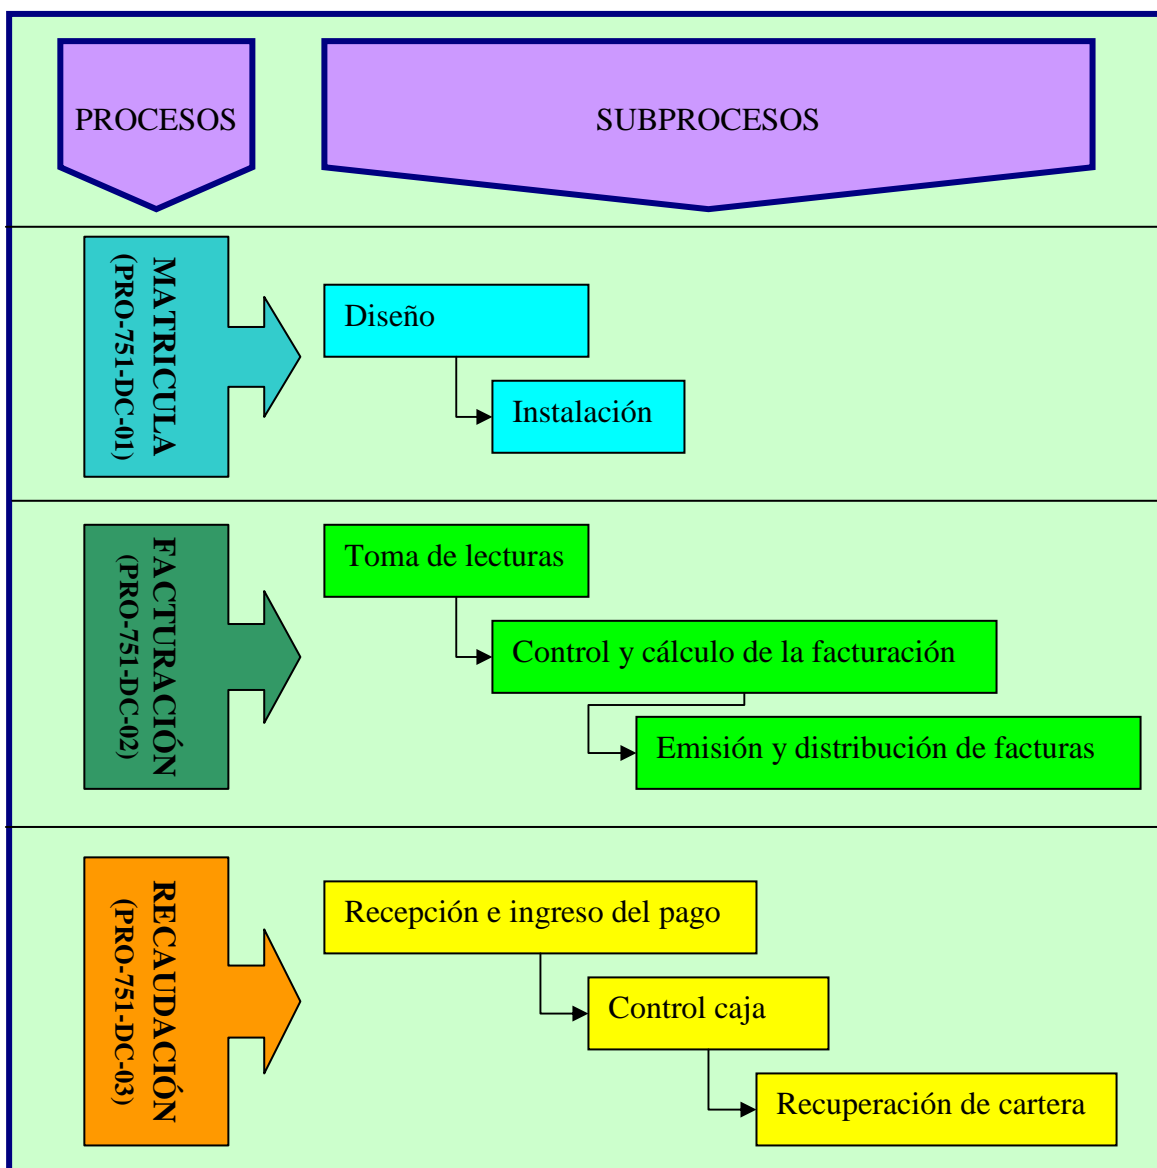 PROCESOS
SUBPROCESOS
MATRICULA
(PRO-751-DC-01)
Diseño
Instalación
FACTURACIÓN
(PRO-751-DC-02)
Toma de lecturas
Control y cálculo de la facturación
Emisión y distribución de facturas
RECAUDACIÓN
(PRO-751-DC-03)
Recepción e ingreso del pago
Control caja
Recuperación de cartera